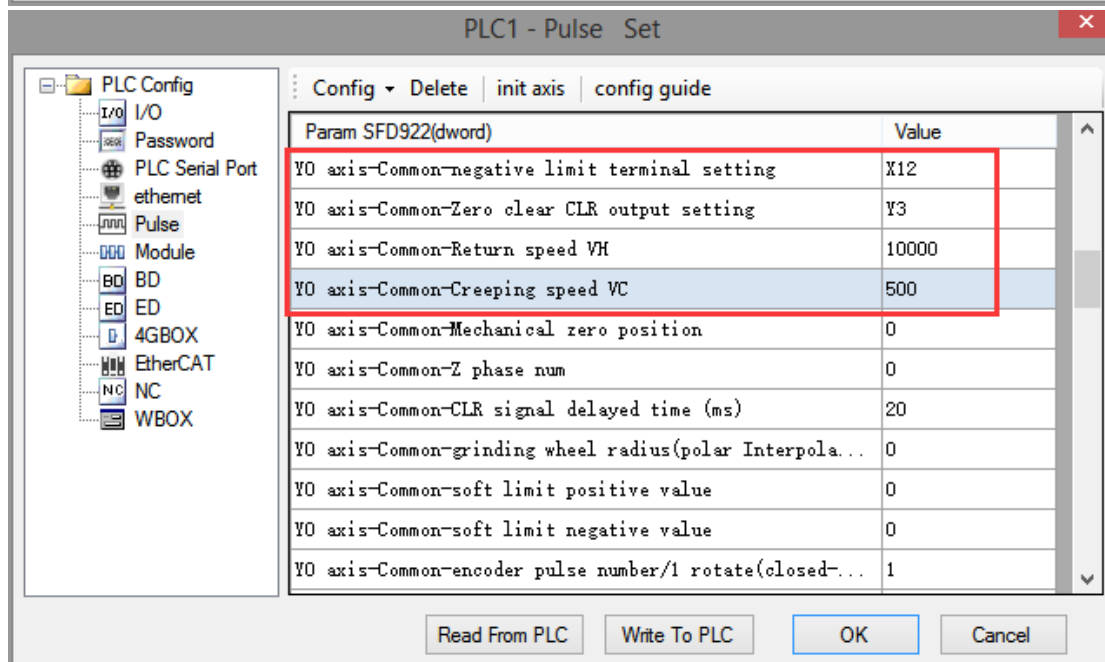 PLC1 - Pulse Set
PLC Config
I/O I/O
Password
PLC Serial Port
ethernet
Pulse
Module
BD BD
ED ED
4GBOX
EtherCAT
NC NC
WBOX
Config Delete init axis config guide
Param SFD922(dword) Value
Y0 axis-Common-negative limit terminal setting X12
Y0 axis-Common-Zero clear CLR output setting Y3
Y0 axis-Common-Return speed VH 10000
Y0 axis-Common-Creeping speed VC 500
Y0 axis-Common-Mechanical zero position 0
Y0 axis-Common-Z phase num 0
Y0 axis-Common-CLR signal delayed time (ms) 20
Y0 axis-Common-grinding wheel radius(polar Interpola... 0
Y0 axis-Common-soft limit positive value 0
Y0 axis-Common-soft limit negative value 0
Y0 axis-Common-encoder pulse number/1 rotate(closed-... 1
Read From PLC Write To PLC OK Cancel